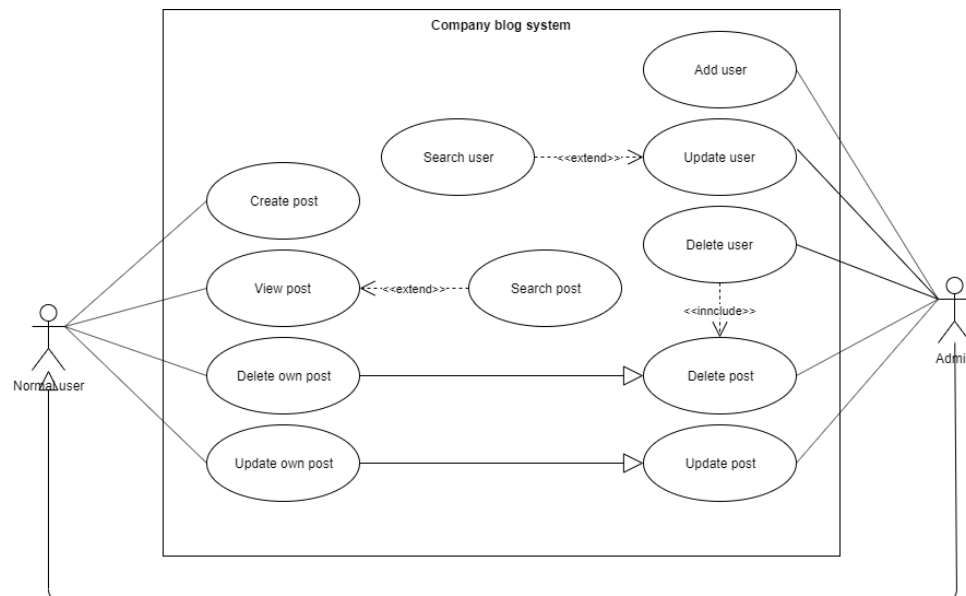 Company blog system
Add user
Search user
<<extend>>
Update user
Create post
Delete user
View post
<<extend>>
Search post
<<innclude>>
Normal user
Admi
Delete own post
Delete post
Update own post
Update post